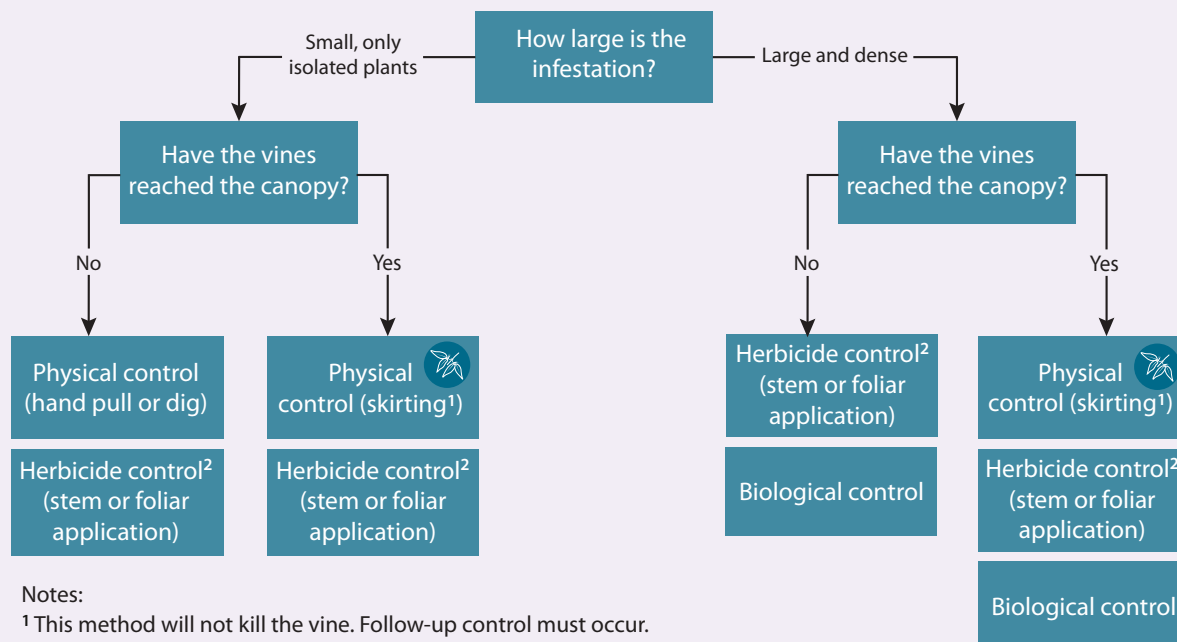 How large is the
infestation?
Small, only
isolated plants
Large and dense
Have the vines
reached the canopy?
Have the vines
reached the canopy?
No
Yes
No
Yes
Physical control
(hand pull or dig)
Herbicide control²
(stem or foliar
application)
Physical
control (skirting¹)
Herbicide control²
(stem or foliar
application)
Herbicide control²
(stem or foliar
application)
Biological control
Physical
control (skirting¹)
Herbicide control²
(stem or foliar
application)
Biological control
Notes:
¹ This method will not kill the vine. Follow-up control must occur.